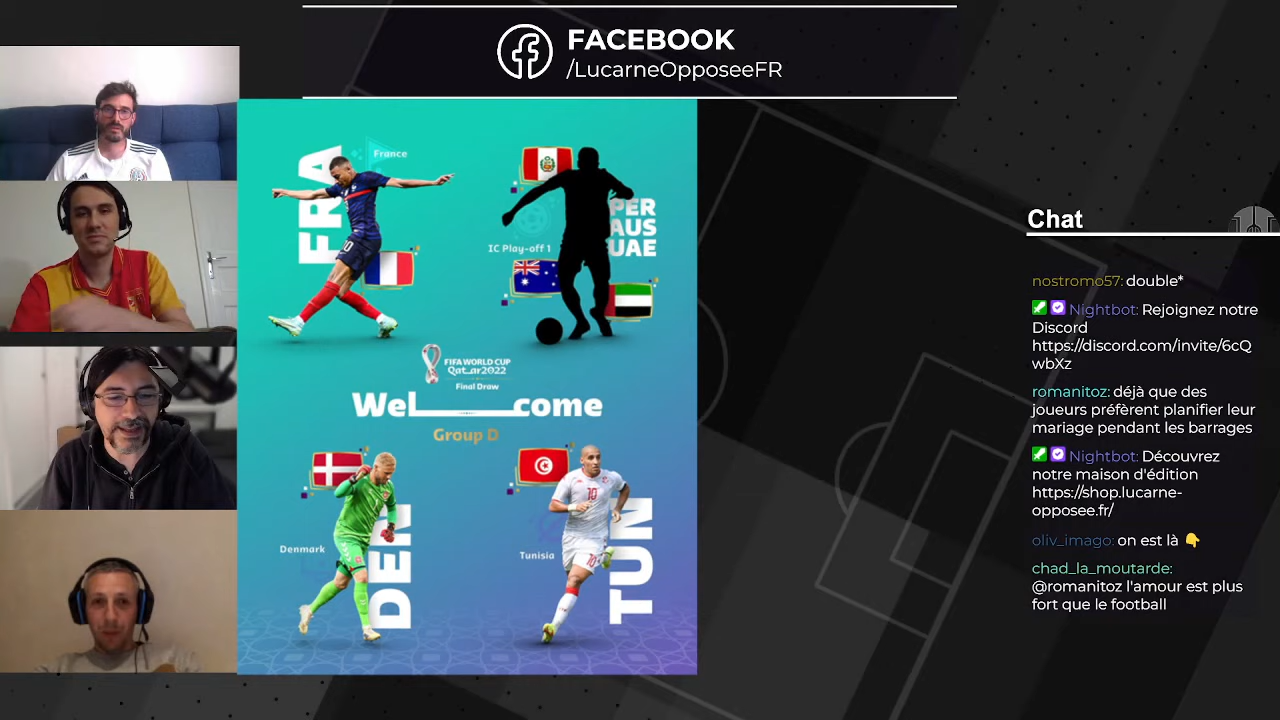 FACEBOOK
/LucarneOpposeeFR
FRA
France
10
IC Play-off 1
PER
AUS
UAE
FIFA WORLD CUP
Qatar2022
Final Draw
Welcome
Group D
Denmark
DEN
Tunisia
10
10
TUN
Chat
nostromo57: double*
Nightbot: Rejoignez notre
Discord
https://discord.com/invite/6cQ
wbXz
romanitoz: déjà que des
joueurs préfèrent planifier leur
mariage pendant les barrages
Nightbot: Découvrez
notre maison d'édition
https://shop.lucarne-
opposee.fr/
oliv_imago: on est là 👇
chad_la_moutarde:
@romanitoz l'amour est plus
fort que le football